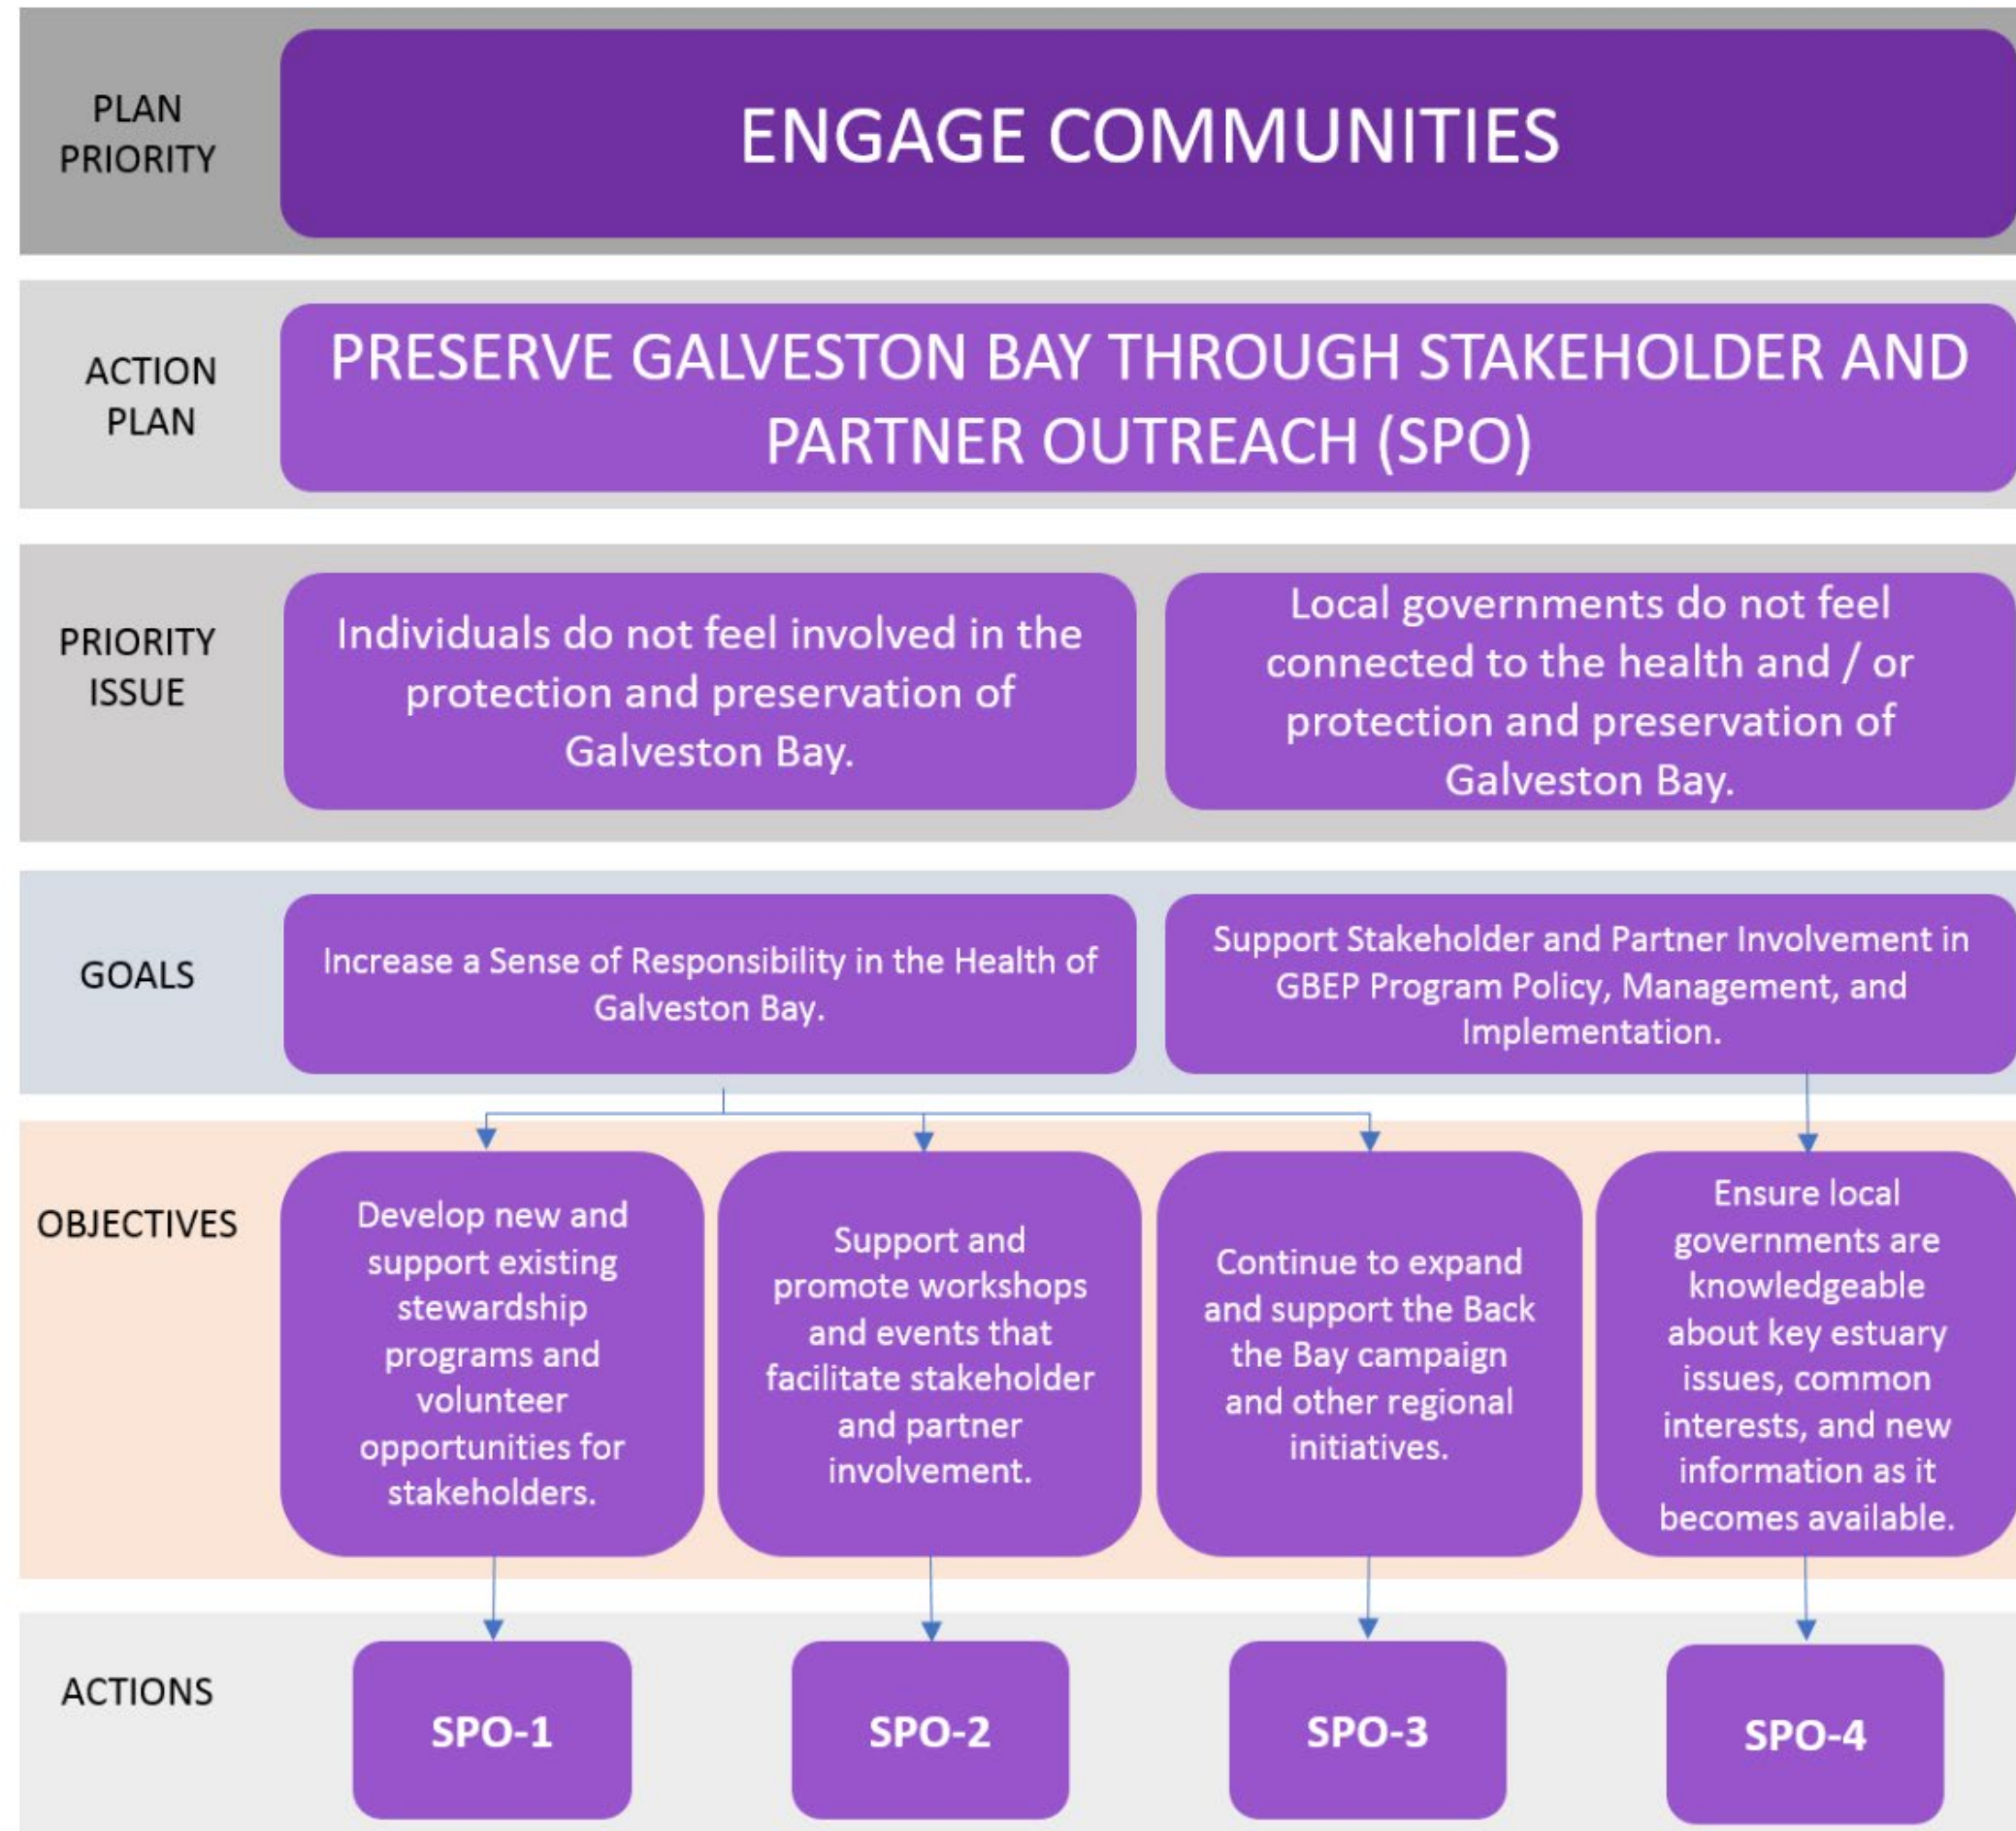 PLAN
PRIORITY
ENGAGE COMMUNITIES
ACTION
PLAN
PRESERVE GALVESTON BAY THROUGH STAKEHOLDER AND
PARTNER OUTREACH (SPO)
PRIORITY
ISSUE
Individuals do not feel involved in the
protection and preservation of
Galveston Bay.
Local governments do not feel
connected to the health and / or
protection and preservation of
Galveston Bay.
GOALS
Increase a Sense of Responsibility in the Health of
Galveston Bay.
Support Stakeholder and Partner Involvement in
GBEP Program Policy, Management, and
Implementation.
OBJECTIVES
Develop new and
support existing
stewardship
programs and
volunteer
opportunities for
stakeholders.
Support and
promote workshops
and events that
facilitate stakeholder
and partner
involvement.
Continue to expand
and support the Back
the Bay campaign
and other regional
initiatives.
Ensure local
governments are
knowledgeable
about key estuary
issues, common
interests, and new
information as it
becomes available.
ACTIONS
SPO-1
SPO-2
SPO-3
SPO-4